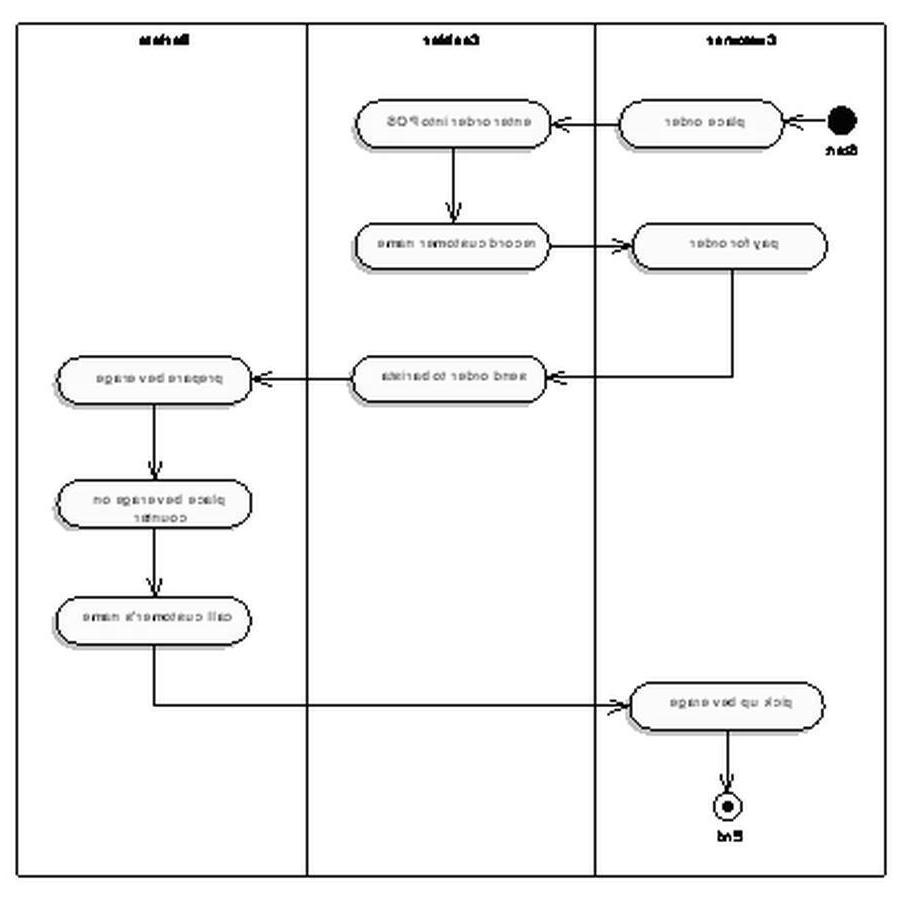 Customer
Cashier
Barista
Start
place order
enter order into POS
record customer name
pay for order
send order to barista
prepare beverage
place beverage on
counter
call customer's name
pick up beverage
End